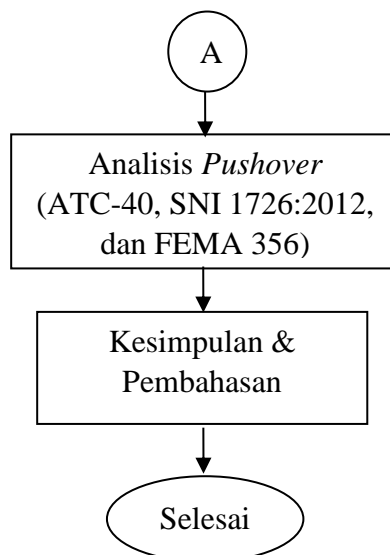 A
Analisis Pushover
(ATC-40, SNI 1726:2012,
dan FEMA 356)
Kesimpulan &
Pembahasan
Selesai